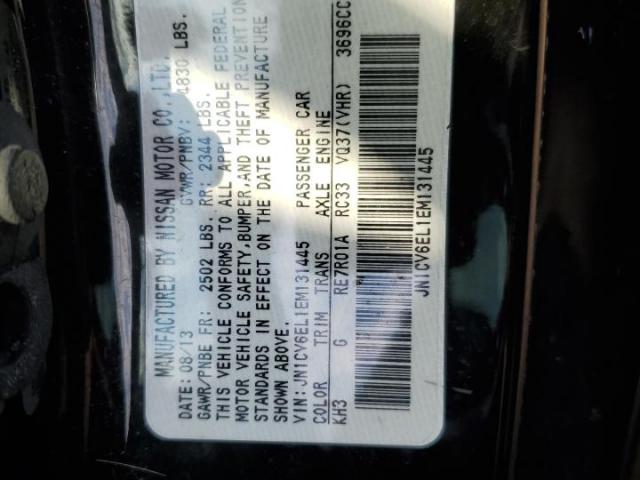 MANUFACTURED BY NISSAN MOTOR CO.,LTD.
DATE: 08/13 GVWR/PNBV: 4830 LBS.
GAWR/PNBE FR: 2502 LBS. RR: 2344 LBS.
THIS VEHICLE CONFORMS TO ALL APPLICABLE FEDERAL
MOTOR VEHICLE SAFETY,BUMPER,AND THEFT PREVENTION
STANDARDS IN EFFECT ON THE DATE OF MANUFACTURE
SHOWN ABOVE.
VIN: JN1CV6EL1EM131445 PASSENGER CAR
COLOR TRIM TRANS AXLE ENGINE
KH3 G RE7R01A RC33 VQ37(VHR) 3696CC
JN1CV6EL1EM131445